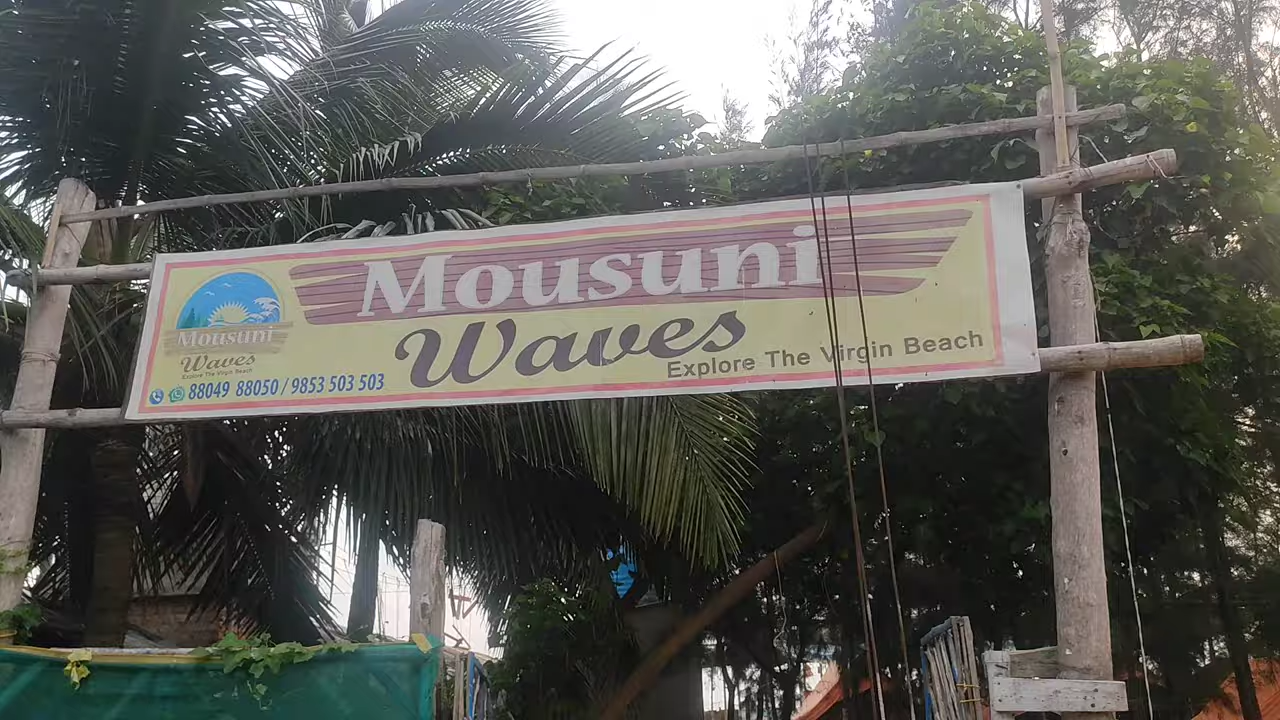 Mousuni
Waves
Explore The Virgin Beach
Mousuni
Waves
Explore The Virgin Beach
88049 88050 / 9853 503 503